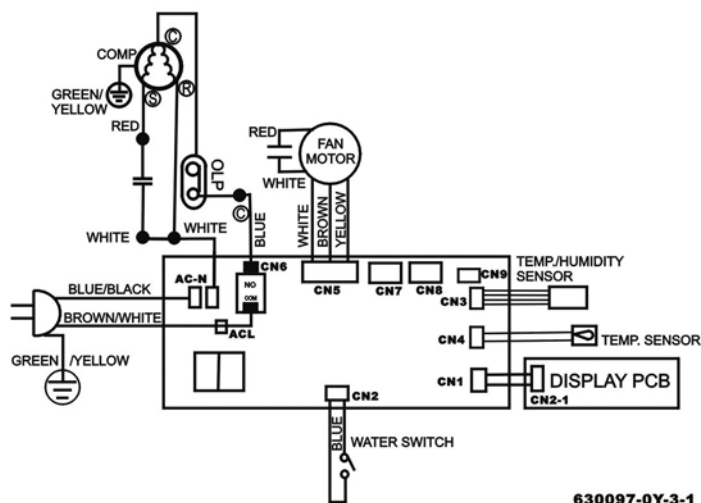 COMP
C
R
S
GREEN/
YELLOW
RED
OLP
C
BLUE
WHITE
WHITE
RED
WHITE
FAN
MOTOR
WHITE
BROWN
YELLOW
BLUE/BLACK
BROWN/WHITE
GREEN /YELLOW
AC-N
ACL
CN6
NO
COM
CN5
CN7
CN8
CN9
CN3
TEMP./HUMIDITY
SENSOR
CN4
TEMP. SENSOR
CN1
CN2-1
DISPLAY PCB
CN2
BLUE
WATER SWITCH
630097-0Y-3-1